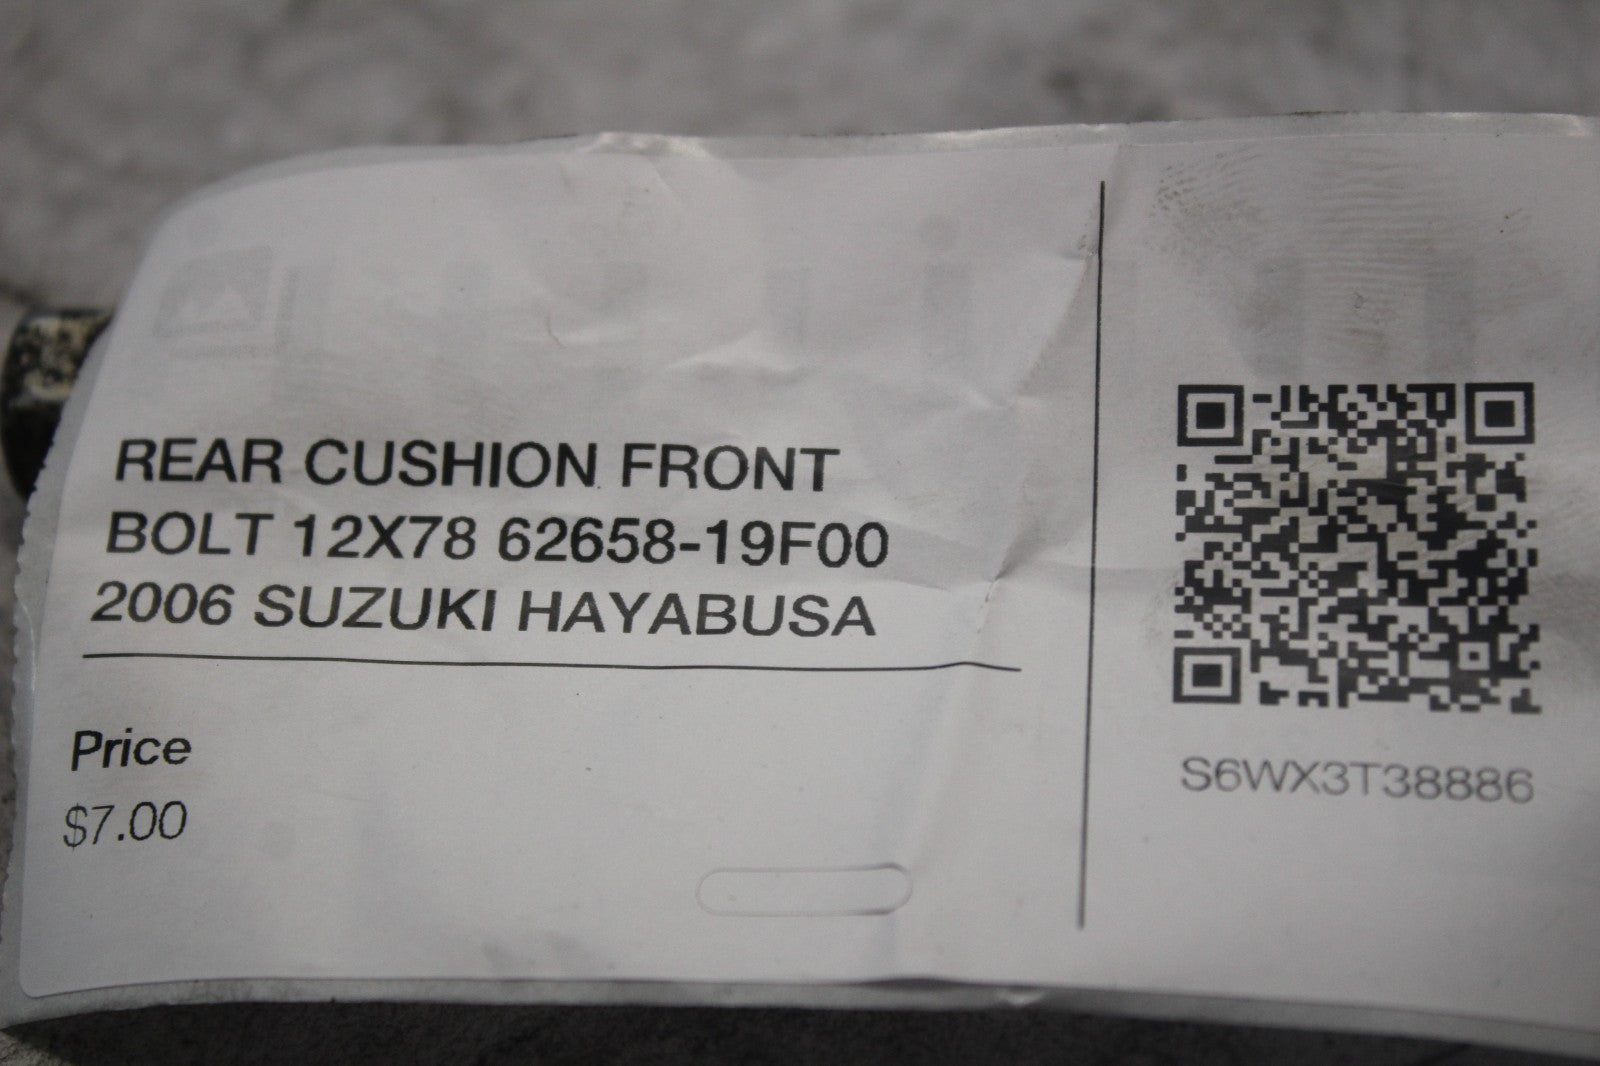 REAR CUSHION FRONT
BOLT 12X78 62658-19F00
2006 SUZUKI HAYABUSA
Price
$7.00
S6WX3T38886